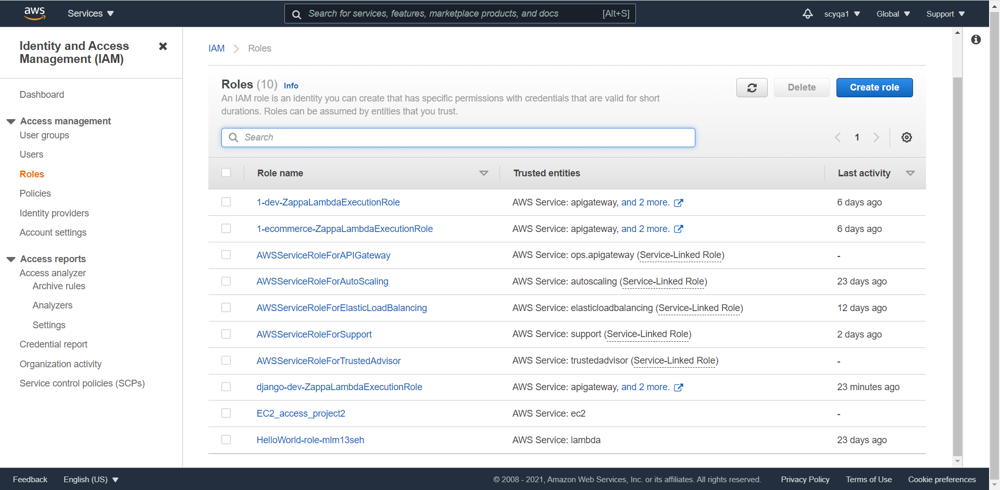 aws
Services
Search for services, features, marketplace products, and docs [Alt+S]
scyqa1
Global
Support
Identity and Access
Management (IAM)
Dashboard
Access management
User groups
Users
Roles
Policies
Identity providers
Account settings
Access reports
Access analyzer
Archive rules
Analyzers
Settings
Credential report
Organization activity
Service control policies (SCPs)
IAM > Roles
Roles (10) Info
An IAM role is an identity you can create that has specific permissions with credentials that are valid for short
durations. Roles can be assumed by entities that you trust.
Delete
Create role
Search
1
Role name Trusted entities Last activity
1-dev-ZappaLambdaExecutionRole AWS Service: apigateway, and 2 more. 6 days ago
1-ecommerce-ZappaLambdaExecutionRole AWS Service: apigateway, and 2 more. 6 days ago
AWSServiceRoleForAPIGateway AWS Service: ops.apigateway (Service-Linked Role) -
AWSServiceRoleForAutoScaling AWS Service: autoscaling (Service-Linked Role) 23 days ago
AWSServiceRoleForElasticLoadBalancing AWS Service: elasticloadbalancing (Service-Linked Role) 12 days ago
AWSServiceRoleForSupport AWS Service: support (Service-Linked Role) 2 days ago
AWSServiceRoleForTrustedAdvisor AWS Service: trustedadvisor (Service-Linked Role) -
django-dev-ZappaLambdaExecutionRole AWS Service: apigateway, and 2 more. 23 minutes ago
EC2_access_project2 AWS Service: ec2 -
HelloWorld-role-mlm13seh AWS Service: lambda 23 days ago
Feedback English (US) © 2008 - 2021, Amazon Web Services, Inc. or its affiliates. All rights reserved. Privacy Policy Terms of Use Cookie preferences